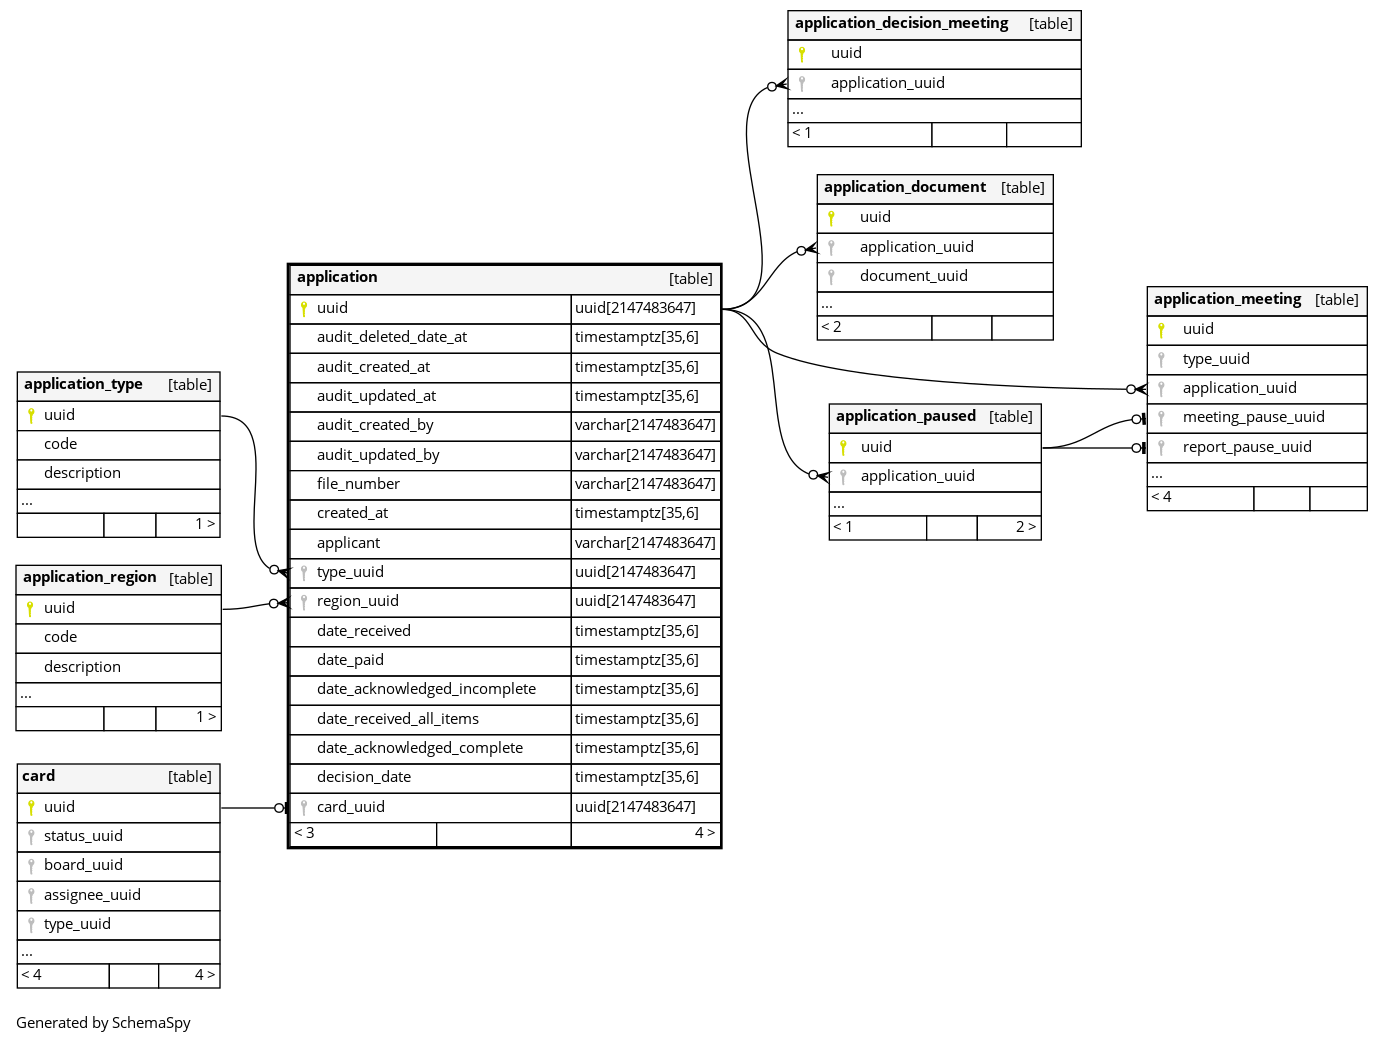 application_decision_meeting [table]
uuid
application_uuid
...
< 1
application_document [table]
uuid
application_uuid
document_uuid
...
< 2
application_meeting [table]
uuid
type_uuid
application_uuid
meeting_pause_uuid
report_pause_uuid
...
< 4
application_paused [table]
uuid
application_uuid
...
< 1 2 >
application [table]
uuid uuid[2147483647]
audit_deleted_date_at timestamptz[35,6]
audit_created_at timestamptz[35,6]
audit_updated_at timestamptz[35,6]
audit_created_by varchar[2147483647]
audit_updated_by varchar[2147483647]
file_number varchar[2147483647]
created_at timestamptz[35,6]
applicant varchar[2147483647]
type_uuid uuid[2147483647]
region_uuid uuid[2147483647]
date_received timestamptz[35,6]
date_paid timestamptz[35,6]
date_acknowledged_incomplete timestamptz[35,6]
date_received_all_items timestamptz[35,6]
date_acknowledged_complete timestamptz[35,6]
decision_date timestamptz[35,6]
card_uuid uuid[2147483647]
< 3 4 >
application_type [table]
uuid
code
description
...
1 >
application_region [table]
uuid
code
description
...
1 >
card [table]
uuid
status_uuid
board_uuid
assignee_uuid
type_uuid
...
< 4 4 >
Generated by SchemaSpy